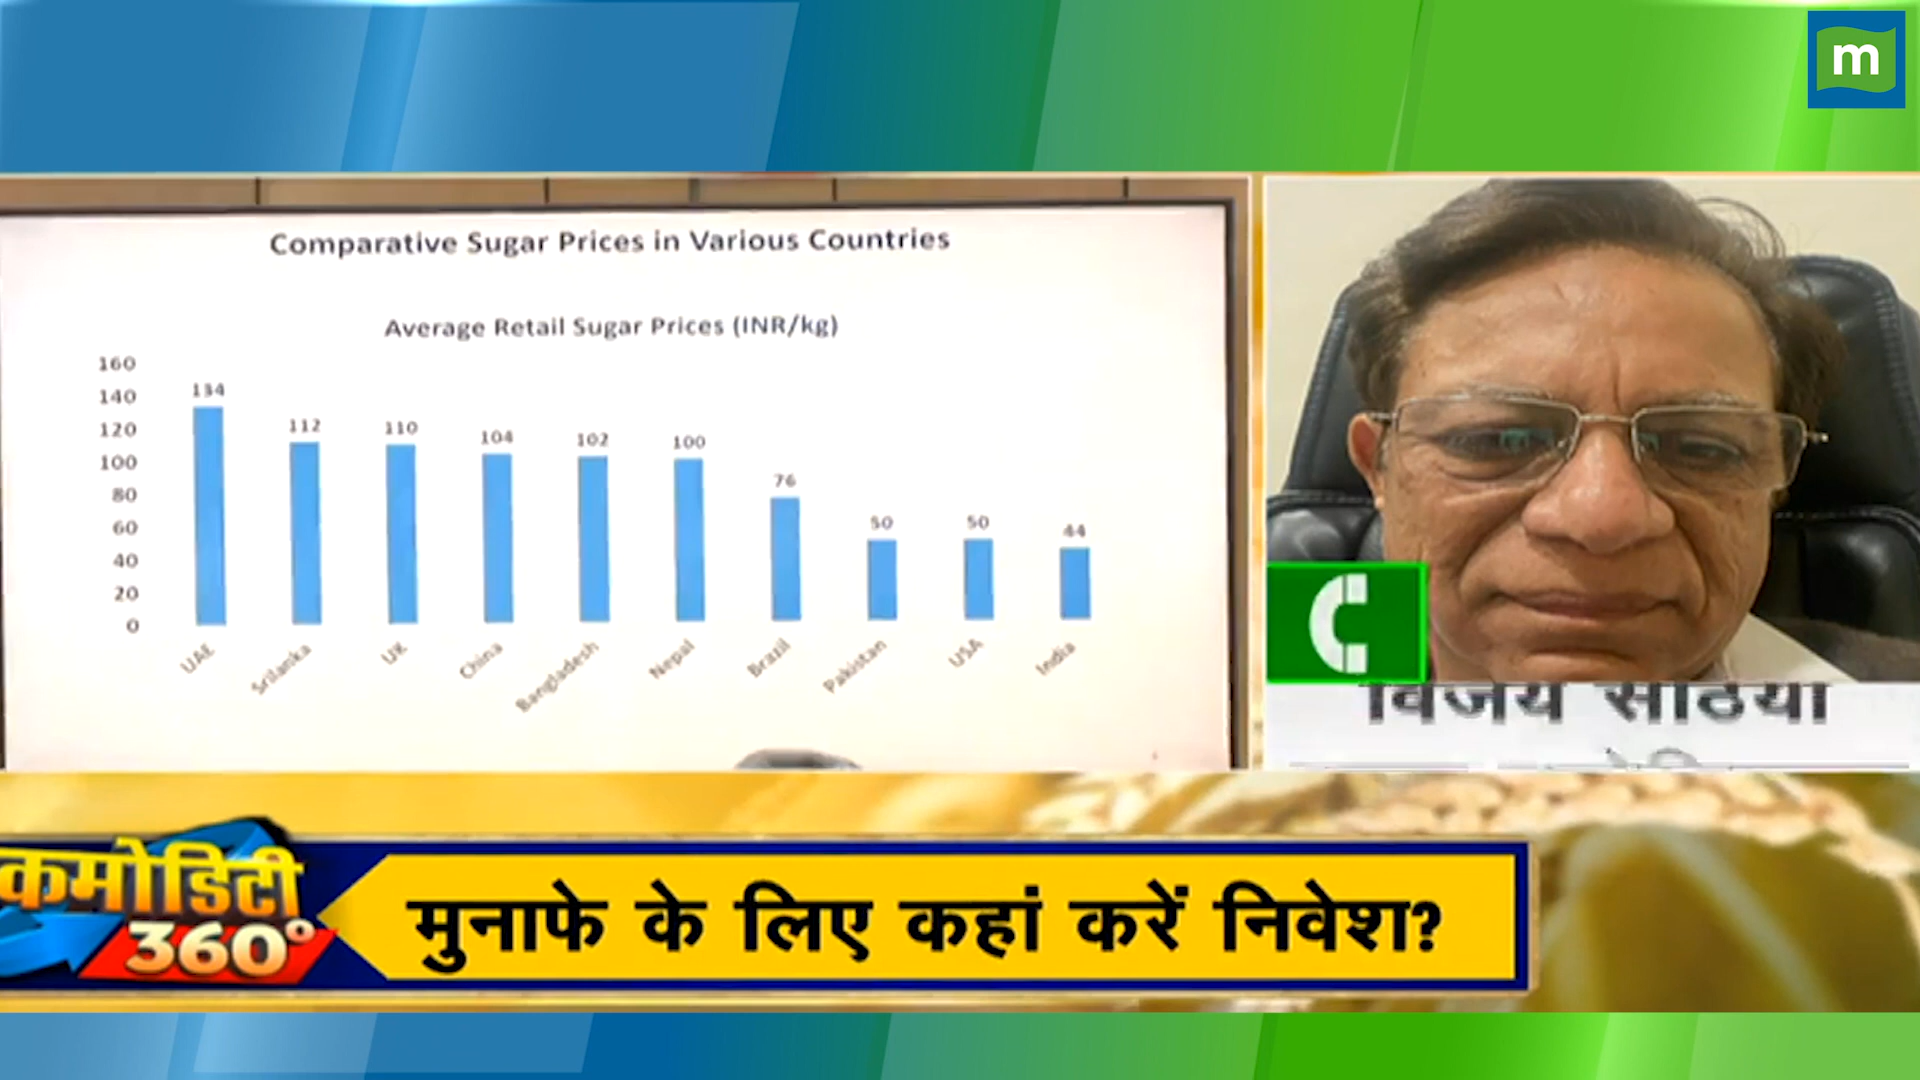 m
Comparative Sugar Prices in Various Countries
Average Retail Sugar Prices (INR/kg)
160
140
120
100
80
60
40
20
0
134
112
110
104
102
100
76
50
50
44
UAE
Srilanka
UK
China
Bangladesh
Nepal
Brazil
Pakistan
USA
India
विजय सेठिया
कमोडिटी
360°
मुनाफे के लिए कहां करें निवेश?